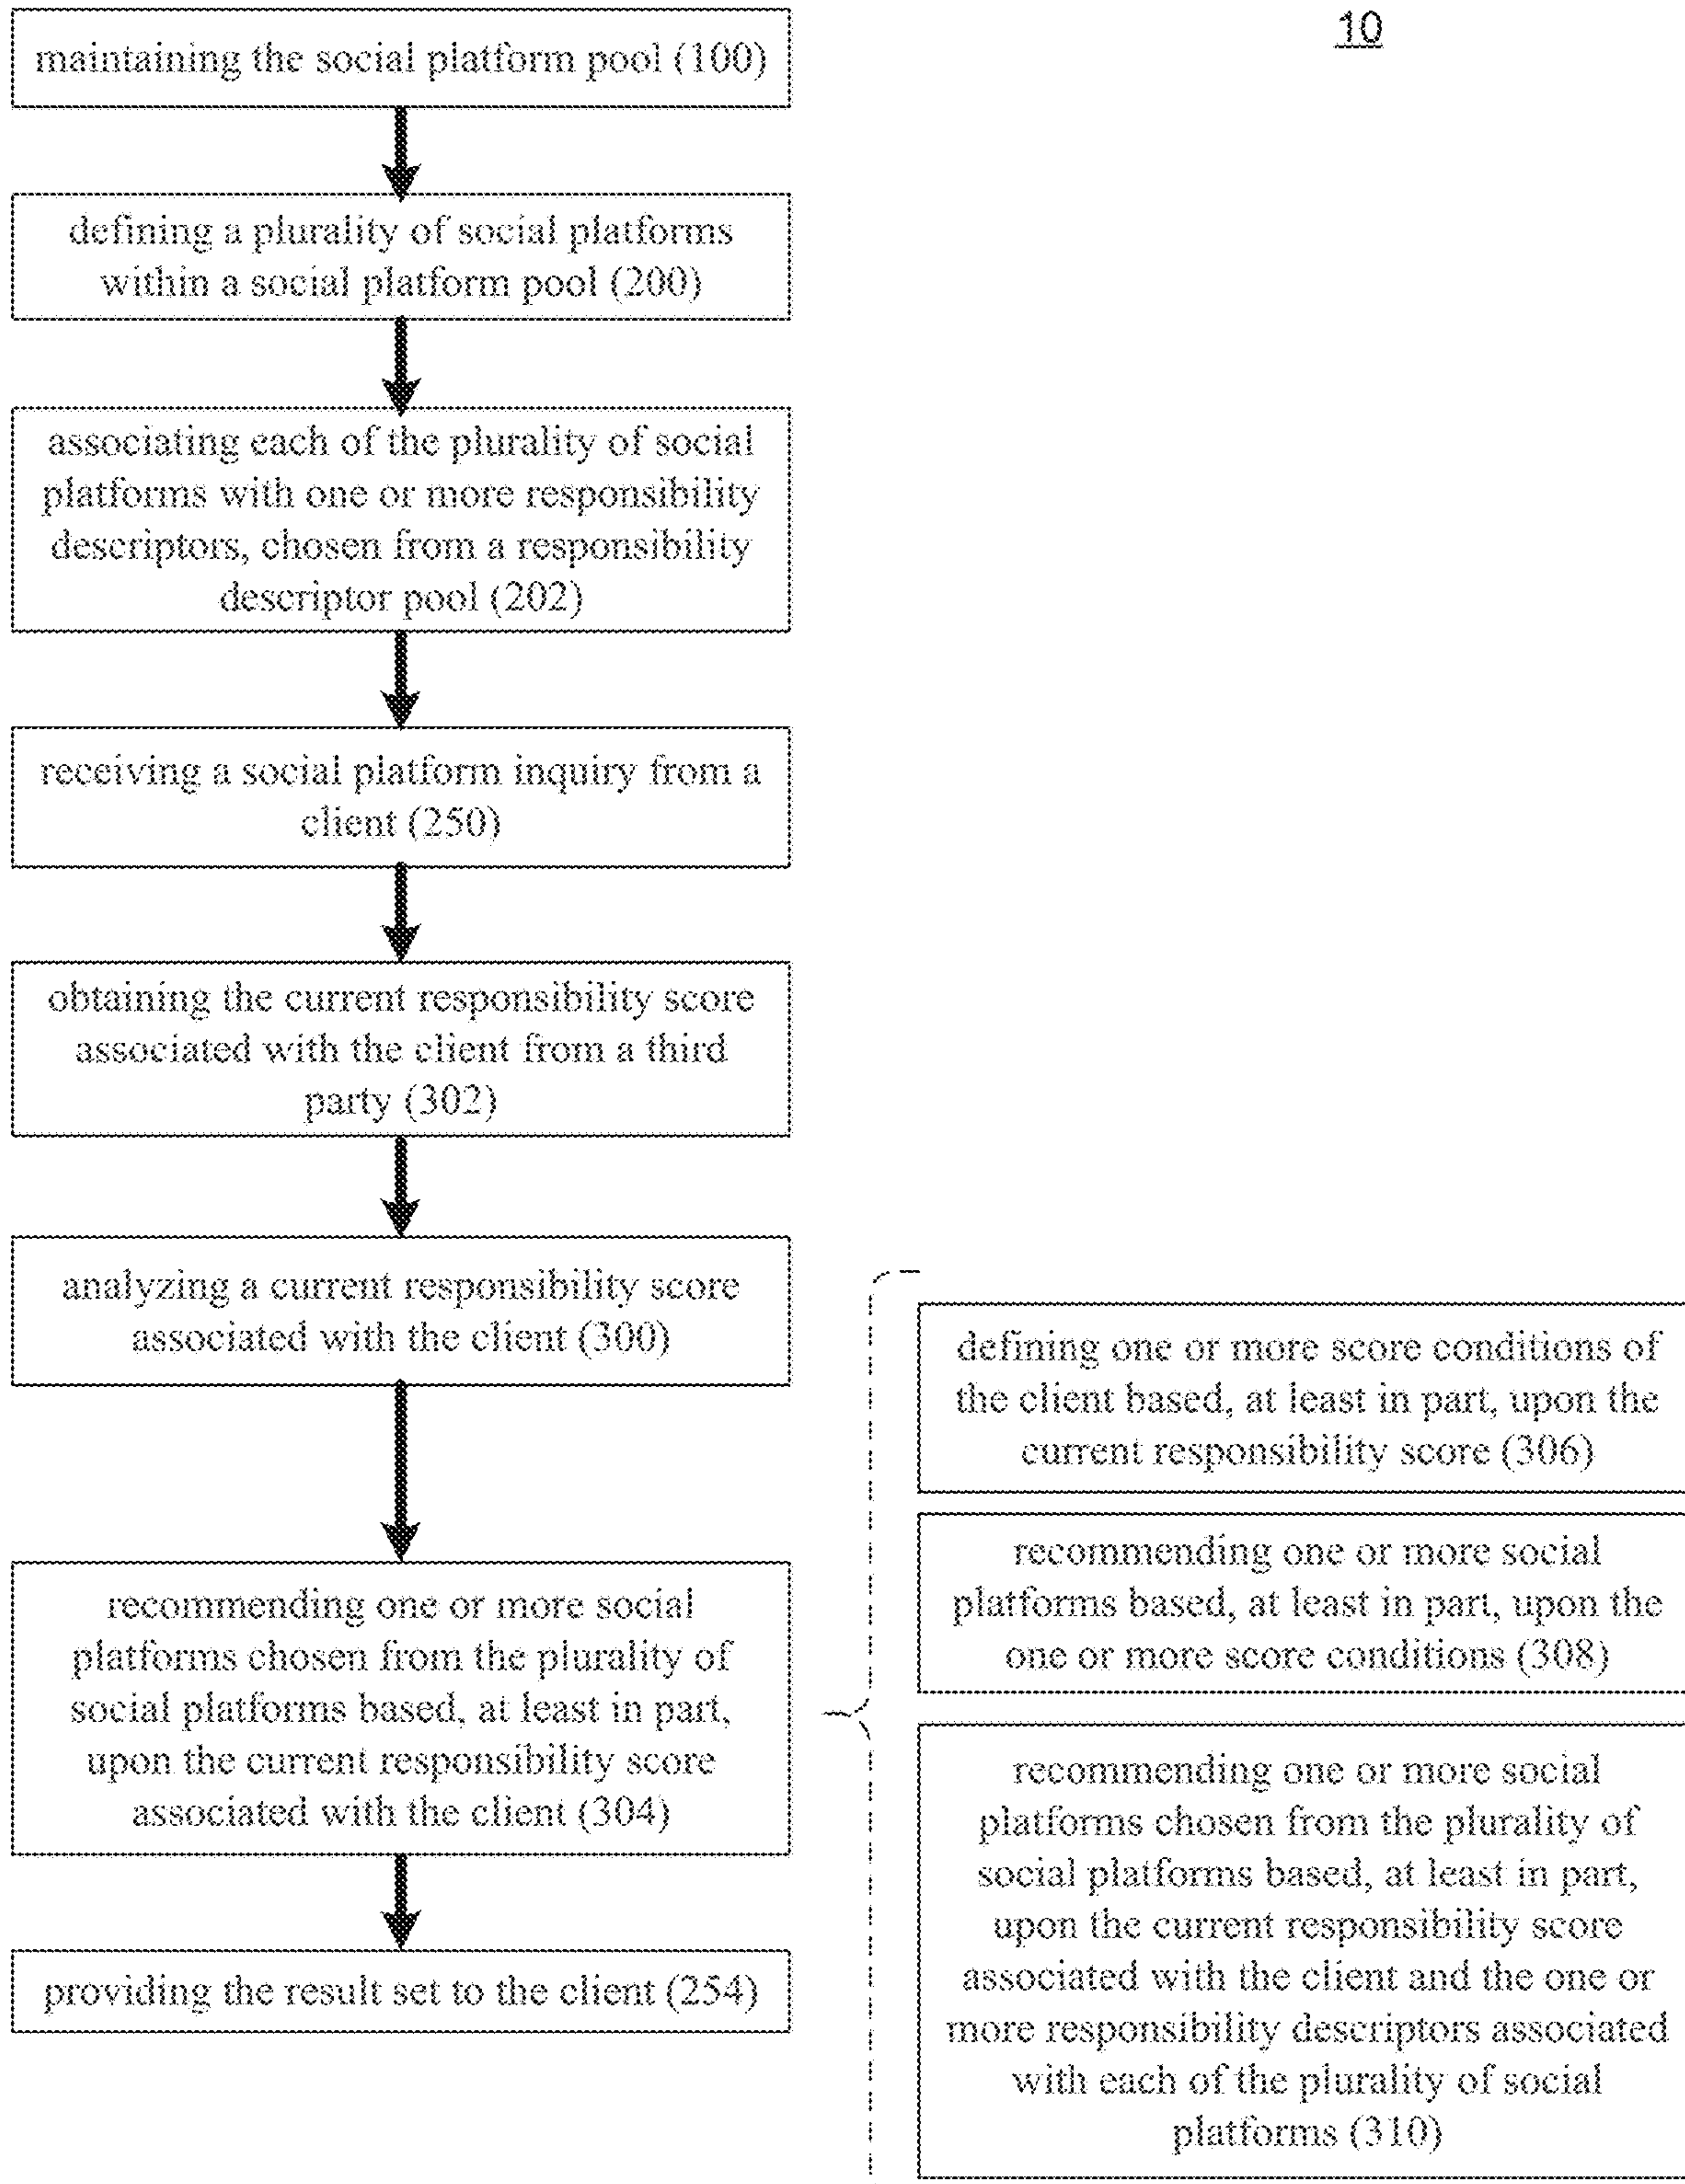 10
maintaining the social platform pool (100)
defining a plurality of social platforms
within a social platform pool (200)
associating each of the plurality of social
platforms with one or more responsibility
descriptors, chosen from a responsibility
descriptor pool (202)
receiving a social platform inquiry from a
client (250)
obtaining the current responsibility score
associated with the client from a third
party (302)
analyzing a current responsibility score
associated with the client (300)
recommending one or more social
platforms chosen from the plurality of
social platforms based, at least in part,
upon the current responsibility score
associated with the client (304)
providing the result set to the client (254)
defining one or more score conditions of
the client based, at least in part, upon the
current responsibility score (306)
recommending one or more social
platforms based, at least in part, upon the
one or more score conditions (308)
recommending one or more social
platforms chosen from the plurality of
social platforms based, at least in part,
upon the current responsibility score
associated with the client and the one or
more responsibility descriptors associated
with each of the plurality of social
platforms (310)